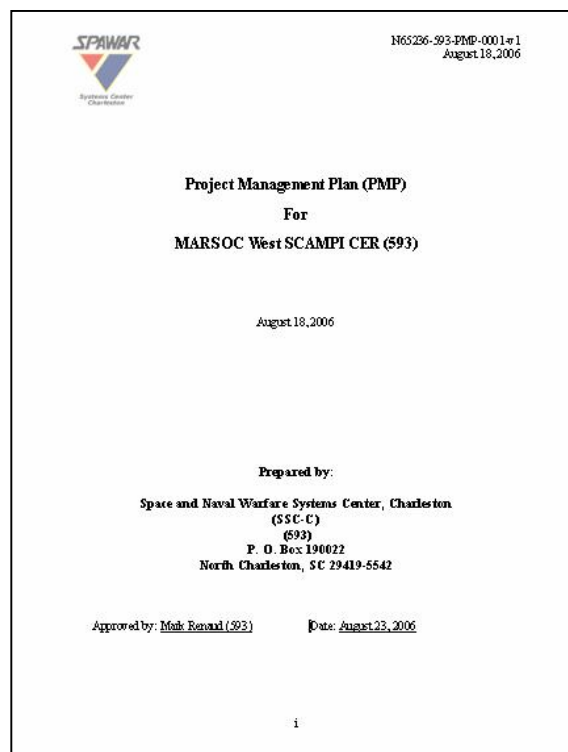 SPAWAR
Systems Center
Charleston
N65236-593-PMP-0001-v1
August 18, 2006
Project Management Plan (PMP)
For
MARSOC West SCAMPI CER (593)
August 18, 2006
Prepared by:
Space and Naval Warfare Systems Center, Charleston
(SSC-C)
(593)
P. O. Box 190022
North Charleston, SC 29419-5542
Approved by: Mark Renaud (593) Date: August 23, 2006
i